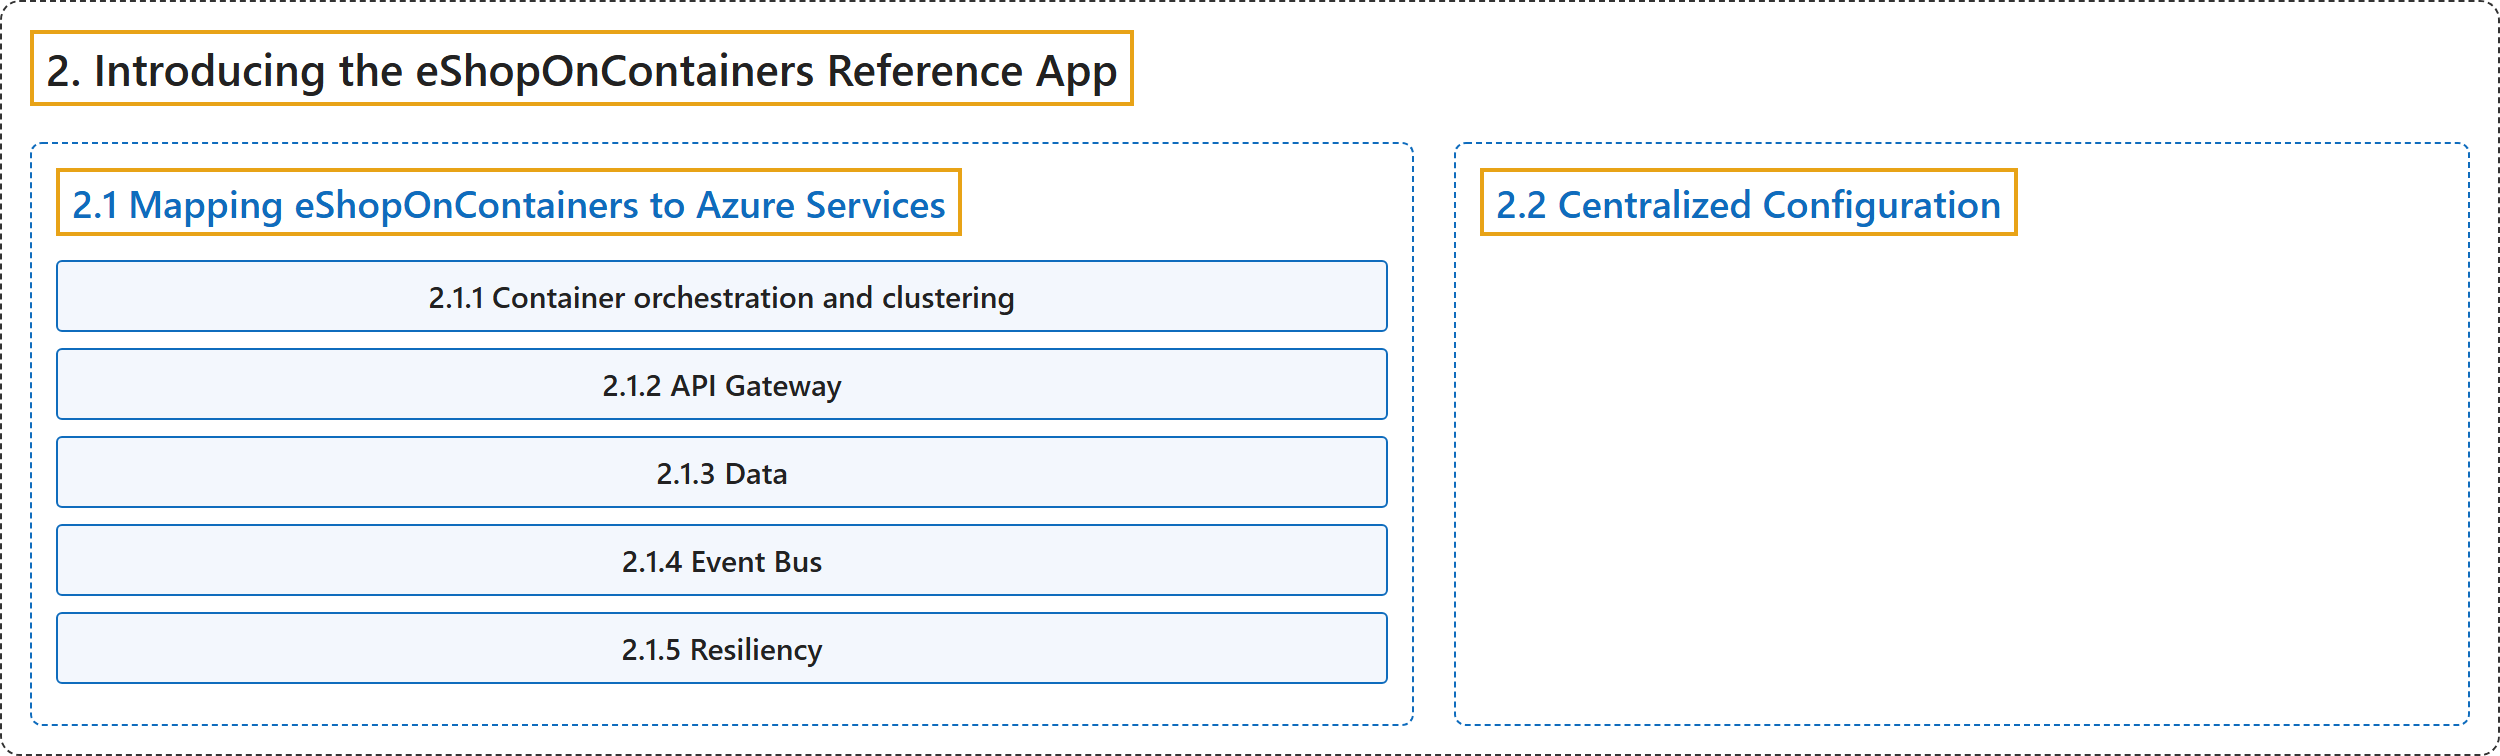 2. Introducing the eShopOnContainers Reference App
2.1 Mapping eShopOnContainers to Azure Services
2.1.1 Container orchestration and clustering
2.1.2 API Gateway
2.1.3 Data
2.1.4 Event Bus
2.1.5 Resiliency
2.2 Centralized Configuration